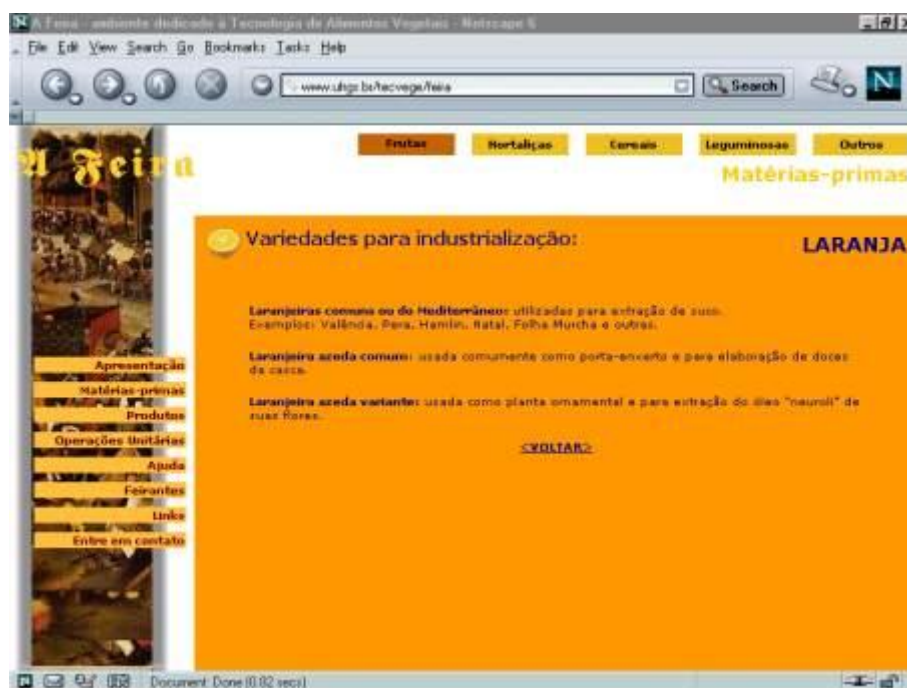 A Feira - ambiente dedicado à Tecnologia de Alimentos Vegetais - Netscape 6
File Edit View Search Go Bookmarks Tasks Help
www.ufrgs.br/tecvege/feira
Search
N
A Feira
Frutas Hortaliças Cereais Leguminosas Outros
Matérias-primas
Variedades para industrialização:
LARANJA
Laranjeiras comuns ou do Mediterrâneo: utilizadas para extração de suco.
Exemplos: Valência, Pera, Hamlin, Natal, Folha Murcha e outras.
Laranjeira azeda comum: usada comumente como porta-enxerto e para elaboração de doces
da casca.
Laranjeira azeda variante: usada como planta ornamental e para extração do óleo "neuroli" de
suas flores.
<VOLTAR>
Apresentação
Matérias-primas
Produtos
Operações Unitárias
Ajuda
Feirantes
Links
Entre em contato
Document: Done (0.82 secs)